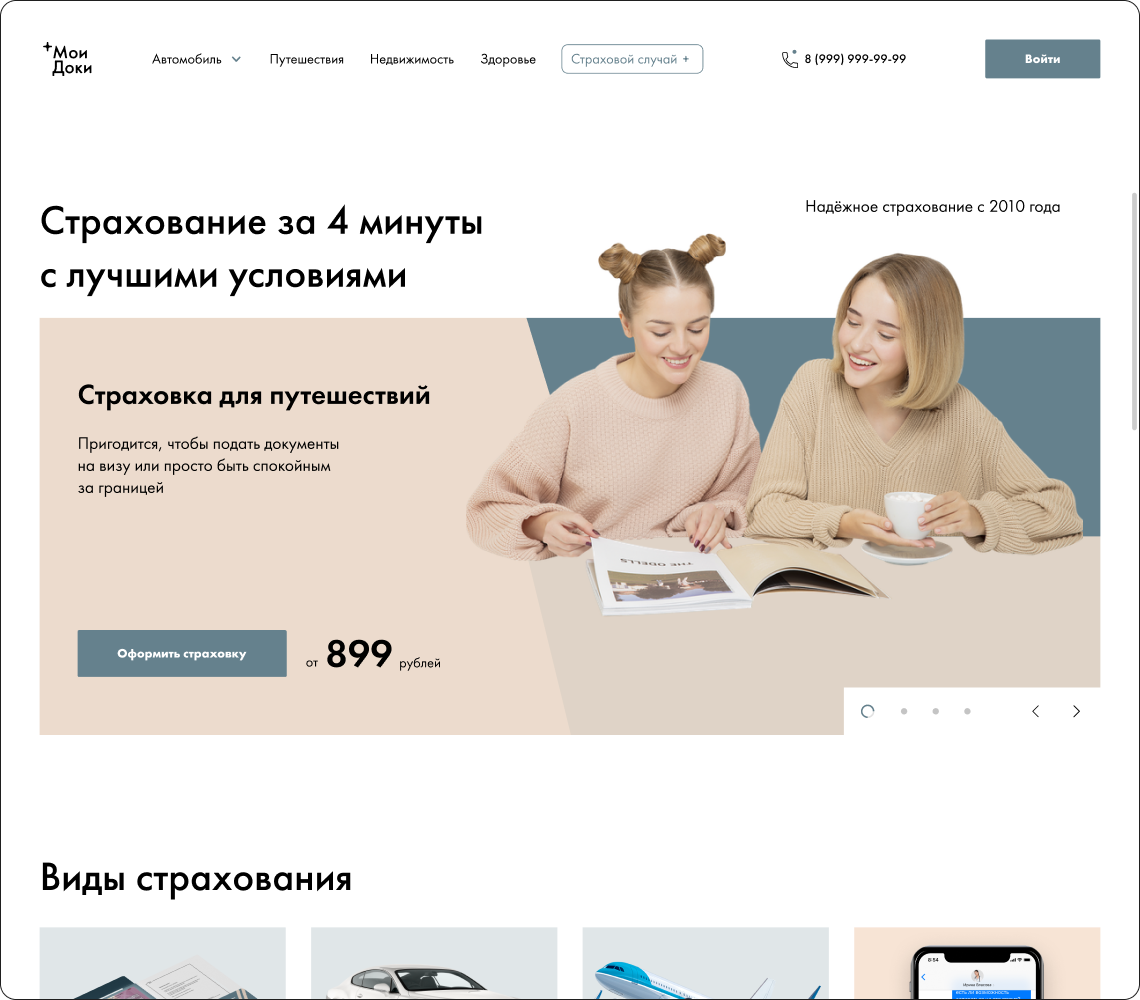 Мои
Доки
Автомобиль
Путешествия
Недвижимость
Здоровье
Страховой случай +
8 (999) 999-99-99
Войти
Страхование за 4 минуты
с лучшими условиями
Надёжное страхование с 2010 года
Страховка для путешествий
Пригодится, чтобы подать документы
на визу или просто быть спокойным
за границей
THE ODELLS
Оформить страховку
от 899 рублей
Виды страхования
8:54